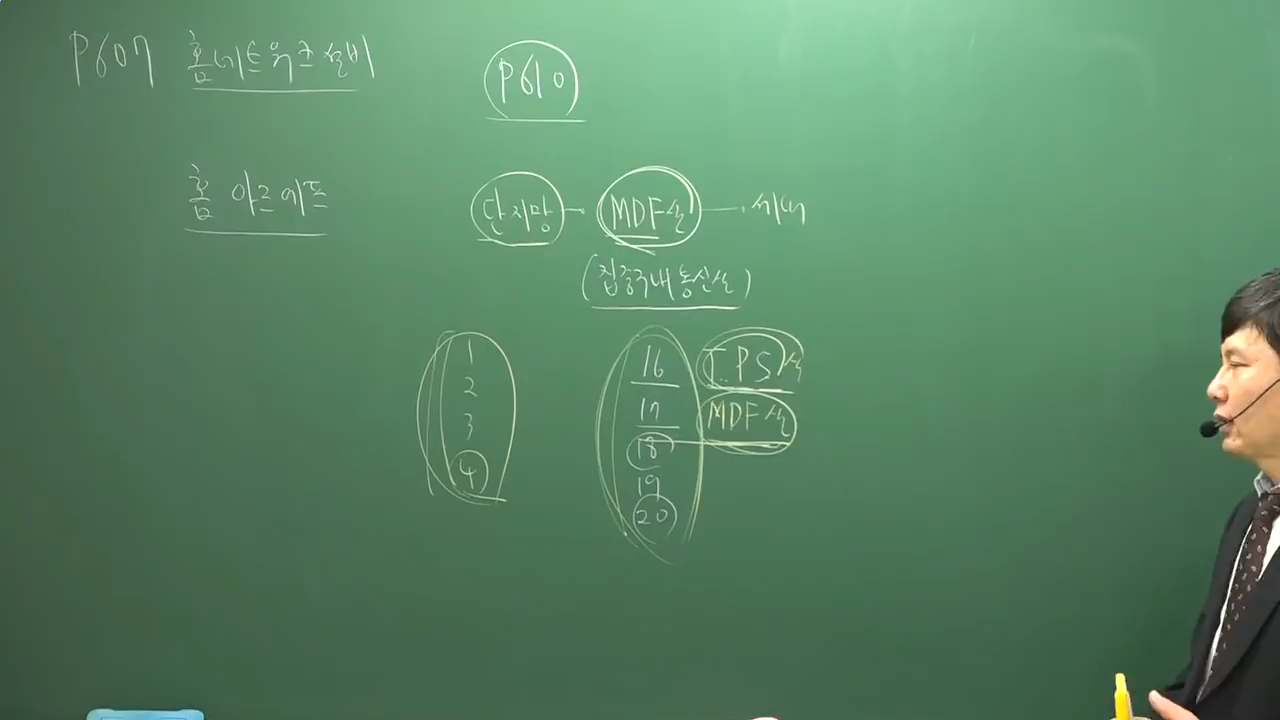 P607 홈네트워크설비
P610
홈 아르이프
단지망 MDF실 세대
(집중구내통신실)
1
2
3
4
16 T.PS실
17 MDF실
18
19
20